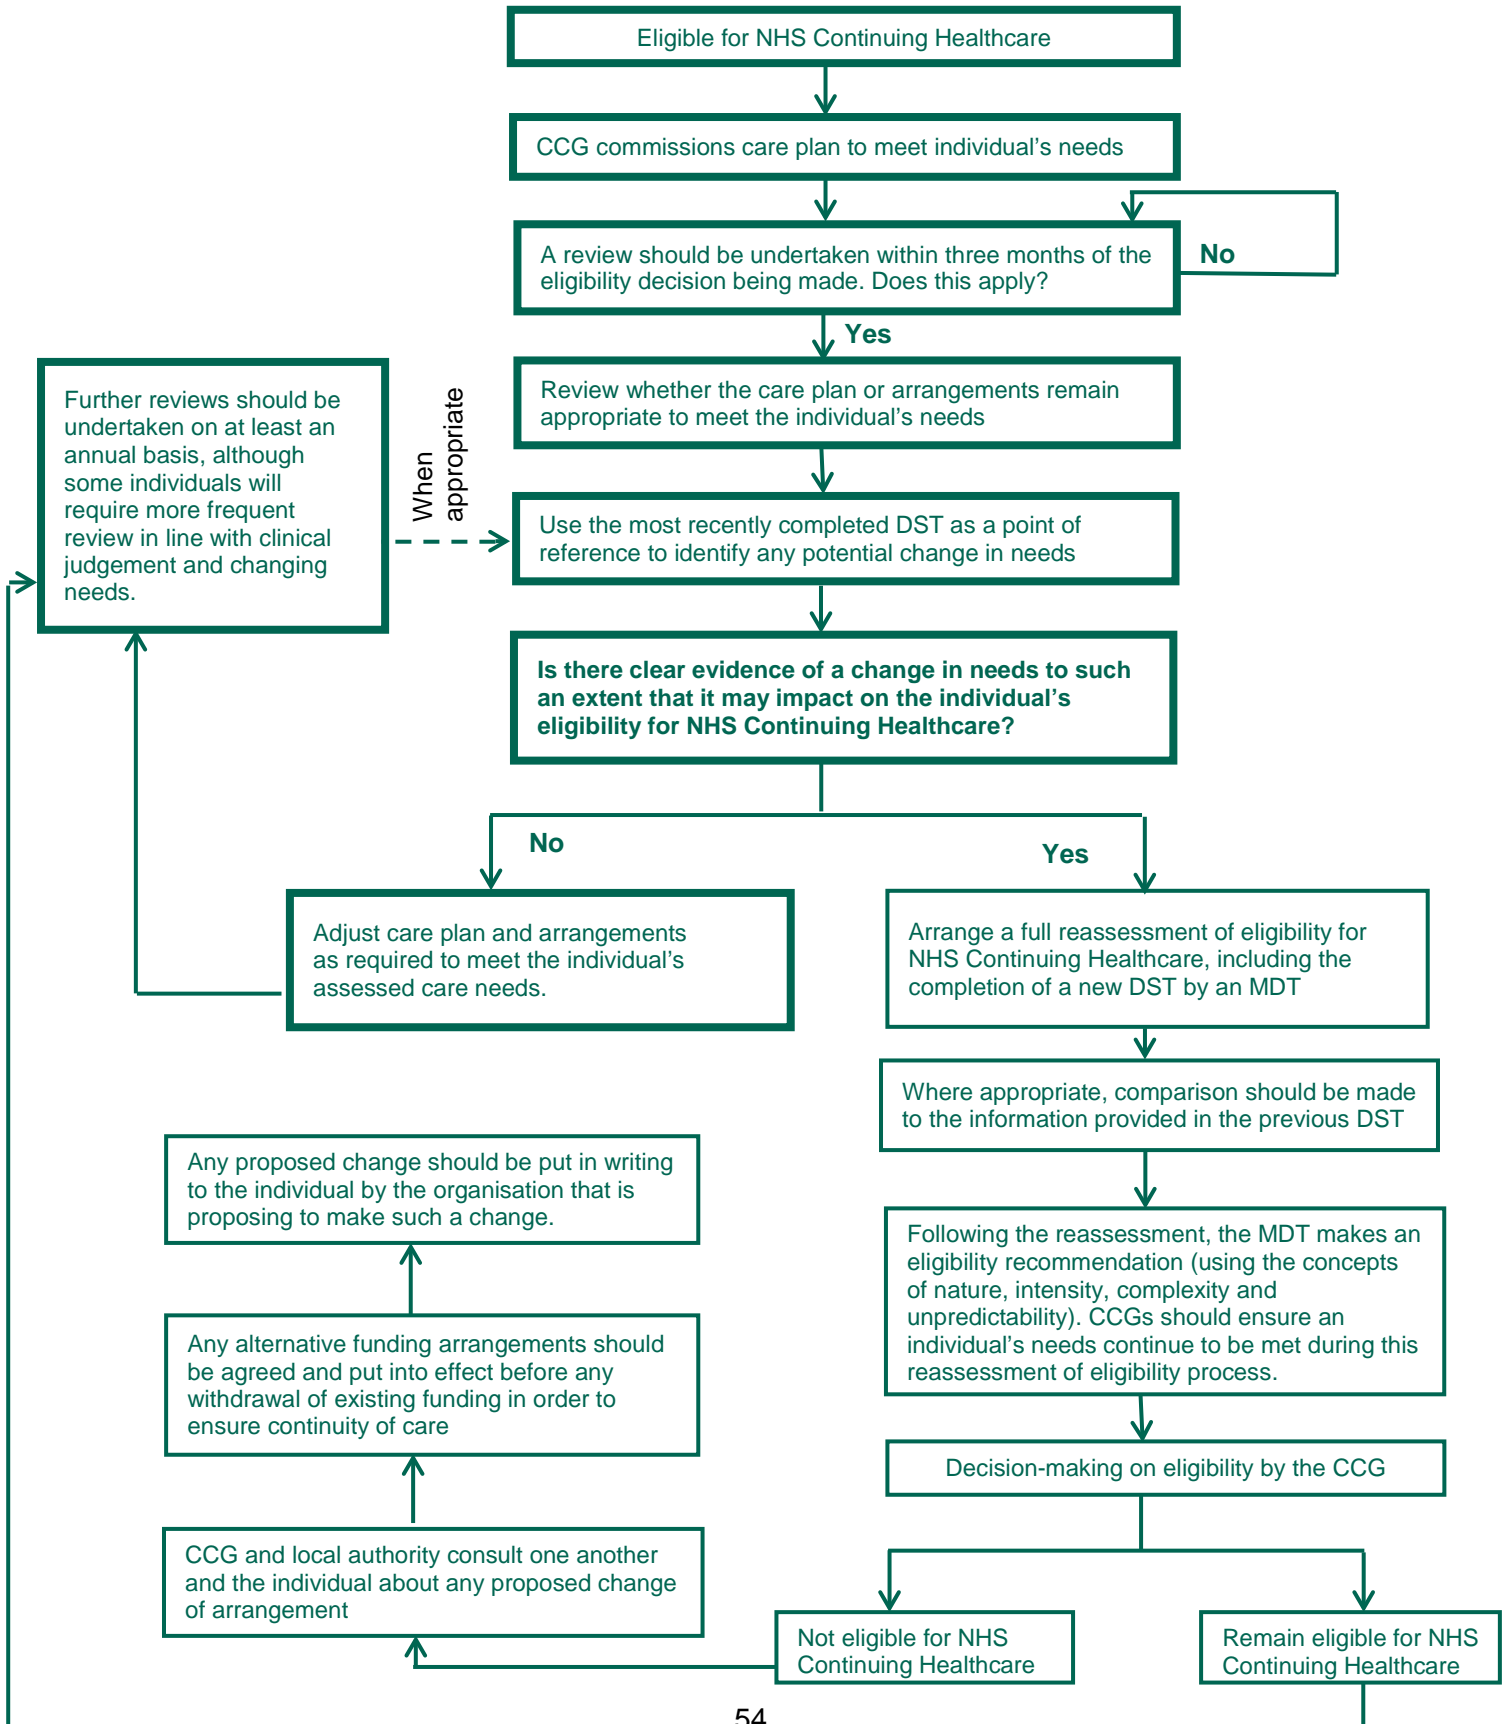 Eligible for NHS Continuing Healthcare
CCG commissions care plan to meet individual’s needs
A review should be undertaken within three months of the
eligibility decision being made. Does this apply?
No
Yes
Review whether the care plan or arrangements remain
appropriate to meet the individual’s needs
Further reviews should be
undertaken on at least an
annual basis, although
some individuals will
require more frequent
review in line with clinical
judgement and changing
needs.
When
appropriate
Use the most recently completed DST as a point of
reference to identify any potential change in needs
Is there clear evidence of a change in needs to such
an extent that it may impact on the individual’s
eligibility for NHS Continuing Healthcare?
No
Yes
Adjust care plan and arrangements
as required to meet the individual’s
assessed care needs.
Arrange a full reassessment of eligibility for
NHS Continuing Healthcare, including the
completion of a new DST by an MDT
Where appropriate, comparison should be made
to the information provided in the previous DST
Following the reassessment, the MDT makes an
eligibility recommendation (using the concepts
of nature, intensity, complexity and
unpredictability). CCGs should ensure an
individual’s needs continue to be met during this
reassessment of eligibility process.
Decision-making on eligibility by the CCG
Not eligible for NHS
Continuing Healthcare
Remain eligible for NHS
Continuing Healthcare
CCG and local authority consult one another
and the individual about any proposed change
of arrangement
Any alternative funding arrangements should
be agreed and put into effect before any
withdrawal of existing funding in order to
ensure continuity of care
Any proposed change should be put in writing
to the individual by the organisation that is
proposing to make such a change.
54